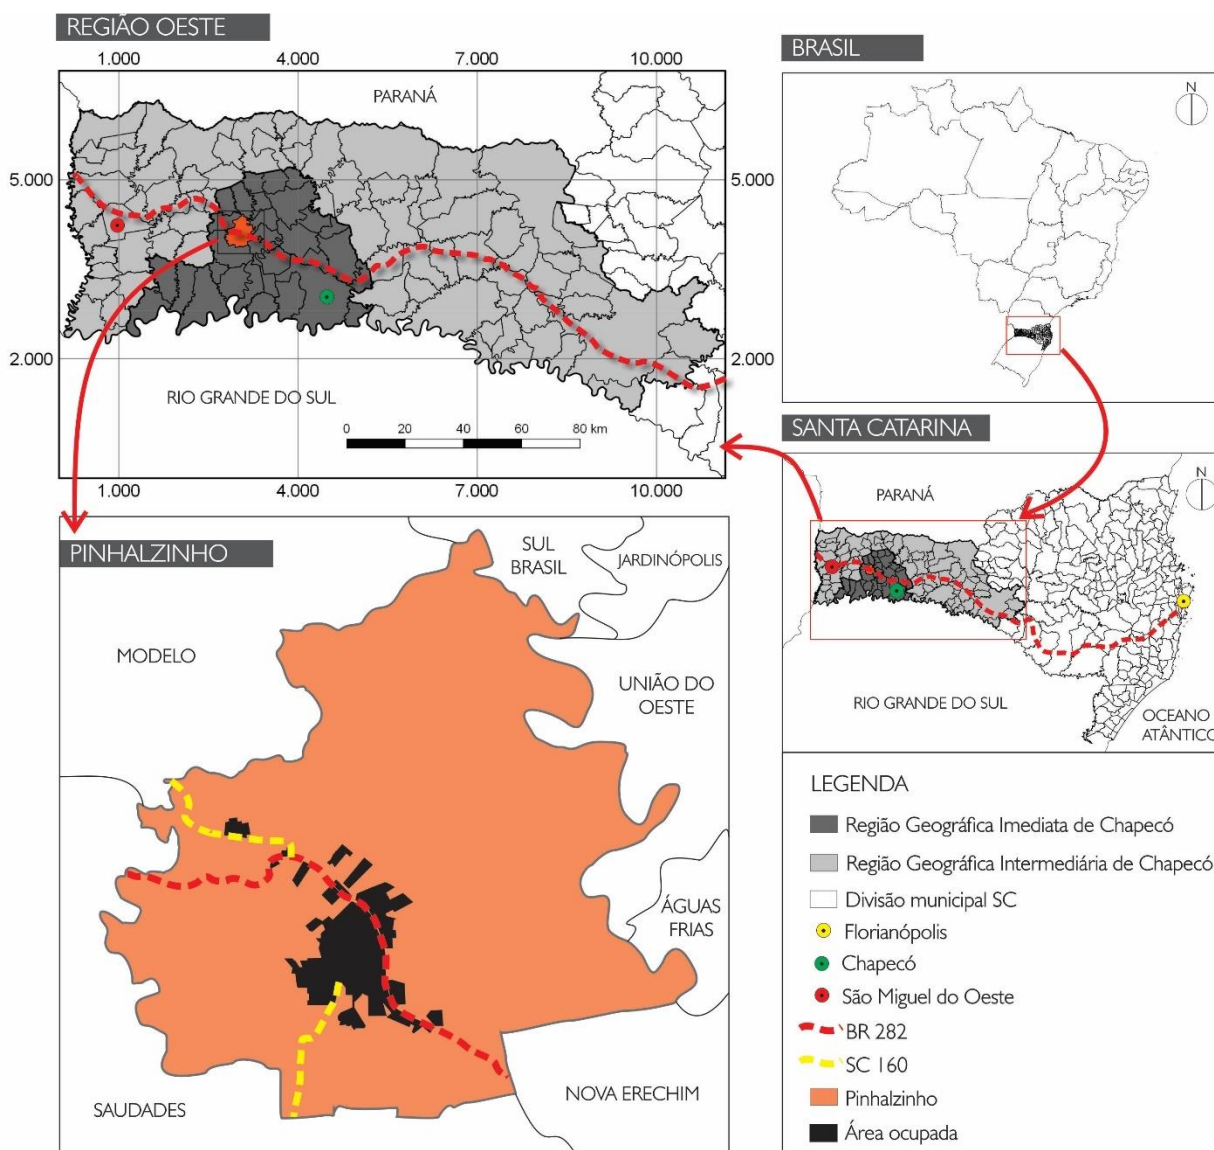 REGIÃO OESTE
1.000 4.000 7.000 10.000
PARANÁ
5.000 5.000
2.000 2.000
RIO GRANDE DO SUL
0 20 40 60 80 km
1.000 4.000 7.000 10.000
BRASIL
N
SANTA CATARINA
N
PARANÁ
RIO GRANDE DO SUL
OCEANO
ATÂNTICO
PINHALZINHO
SUL
BRASIL
JARDINÓPOLIS
MODELO
UNIÃO DO
OESTE
ÁGUAS
FRIAS
NOVA ERECHIM
SAUDADES
LEGENDA
Região Geográfica Imediata de Chapecó
Região Geográfica Intermediária de Chapecó
Divisão municipal SC
Florianópolis
Chapecó
São Miguel do Oeste
BR 282
SC 160
Pinhalzinho
Área ocupada